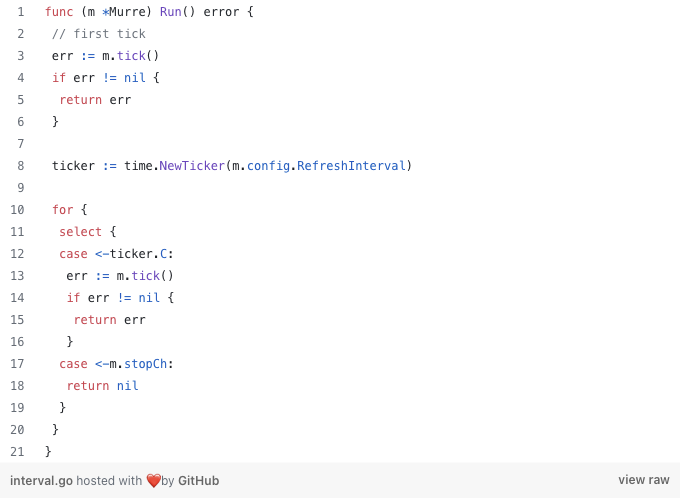 1 func (m *Murre) Run() error {
2 // first tick
3 err := m.tick()
4 if err != nil {
5 return err
6 }
7
8 ticker := time.NewTicker(m.config.RefreshInterval)
9
10 for {
11 select {
12 case <-ticker.C:
13 err := m.tick()
14 if err != nil {
15 return err
16 }
17 case <-m.stopCh:
18 return nil
19 }
20 }
21 }
interval.go hosted with ❤️by GitHub view raw